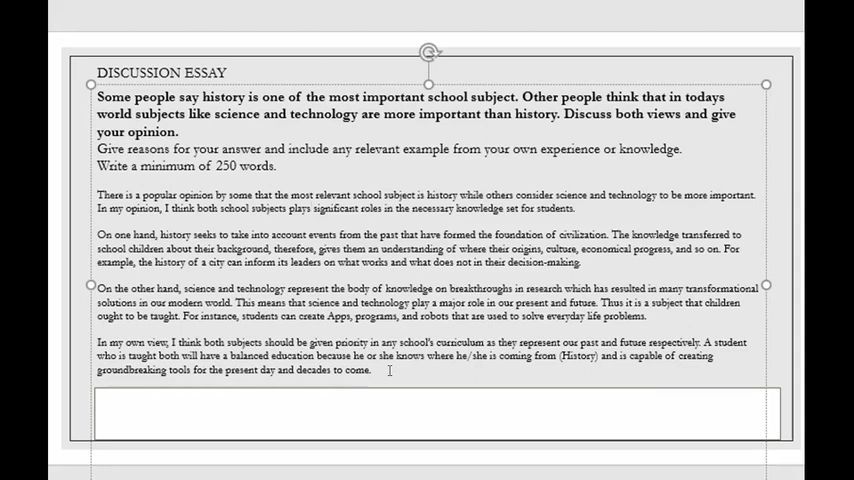 DISCUSSION ESSAY
Some people say history is one of the most important school subject. Other people think that in todays
world subjects like science and technology are more important than history. Discuss both views and give
your opinion.
Give reasons for your answer and include any relevant example from your own experience or knowledge.
Write a minimum of 250 words.
There is a popular opinion by some that the most relevant school subject is history while others consider science and technology to be more important.
In my opinion, I think both school subjects plays significant roles in the necessary knowledge set for students.
On one hand, history seeks to take into account events from the past that have formed the foundation of civilization. The knowledge transferred to
school children about their background, therefore, gives them an understanding of where their origins, culture, economical progress, and so on. For
example, the history of a city can inform its leaders on what works and what does not in their decision-making.
On the other hand, science and technology represent the body of knowledge on breakthroughs in research which has resulted in many transformational
solutions in our modern world. This means that science and technology play a major role in our present and future. Thus it is a subject that children
ought to be taught. For instance, students can create Apps, programs, and robots that are used to solve everyday life problems.
In my own view, I think both subjects should be given priority in any school's curriculum as they represent our past and future respectively. A student
who is taught both will have a balanced education because he or she knows where he/she is coming from (History) and is capable of creating
groundbreaking tools for the present day and decades to come.